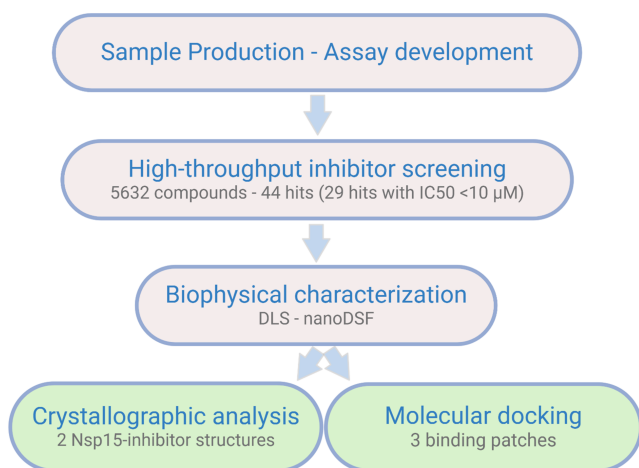 Sample Production - Assay development
High-throughput inhibitor screening
5632 compounds - 44 hits (29 hits with IC50 <10 µM)
Biophysical characterization
DLS - nanoDSF
Crystallographic analysis
2 Nsp15-inhibitor structures
Molecular docking
3 binding patches